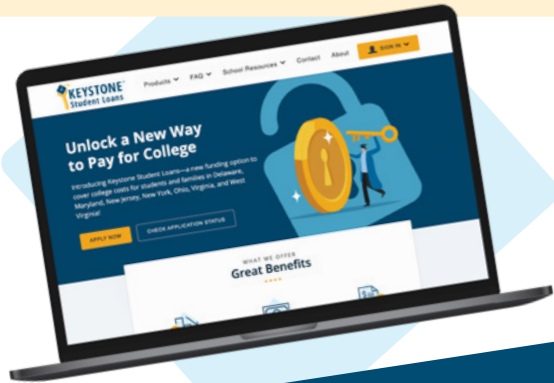 KEYSTONE
Student Loans
Products
FAQ
School Resources
Contact
About
SIGN IN
Unlock a New Way
to Pay for College
Introducing Keystone Student Loans—a new funding option to
cover college costs for students and families in Delaware,
Maryland, New Jersey, New York, Ohio, Virginia, and West
Virginia!
APPLY NOW
CHECK APPLICATION STATUS
WHAT WE OFFER
Great Benefits